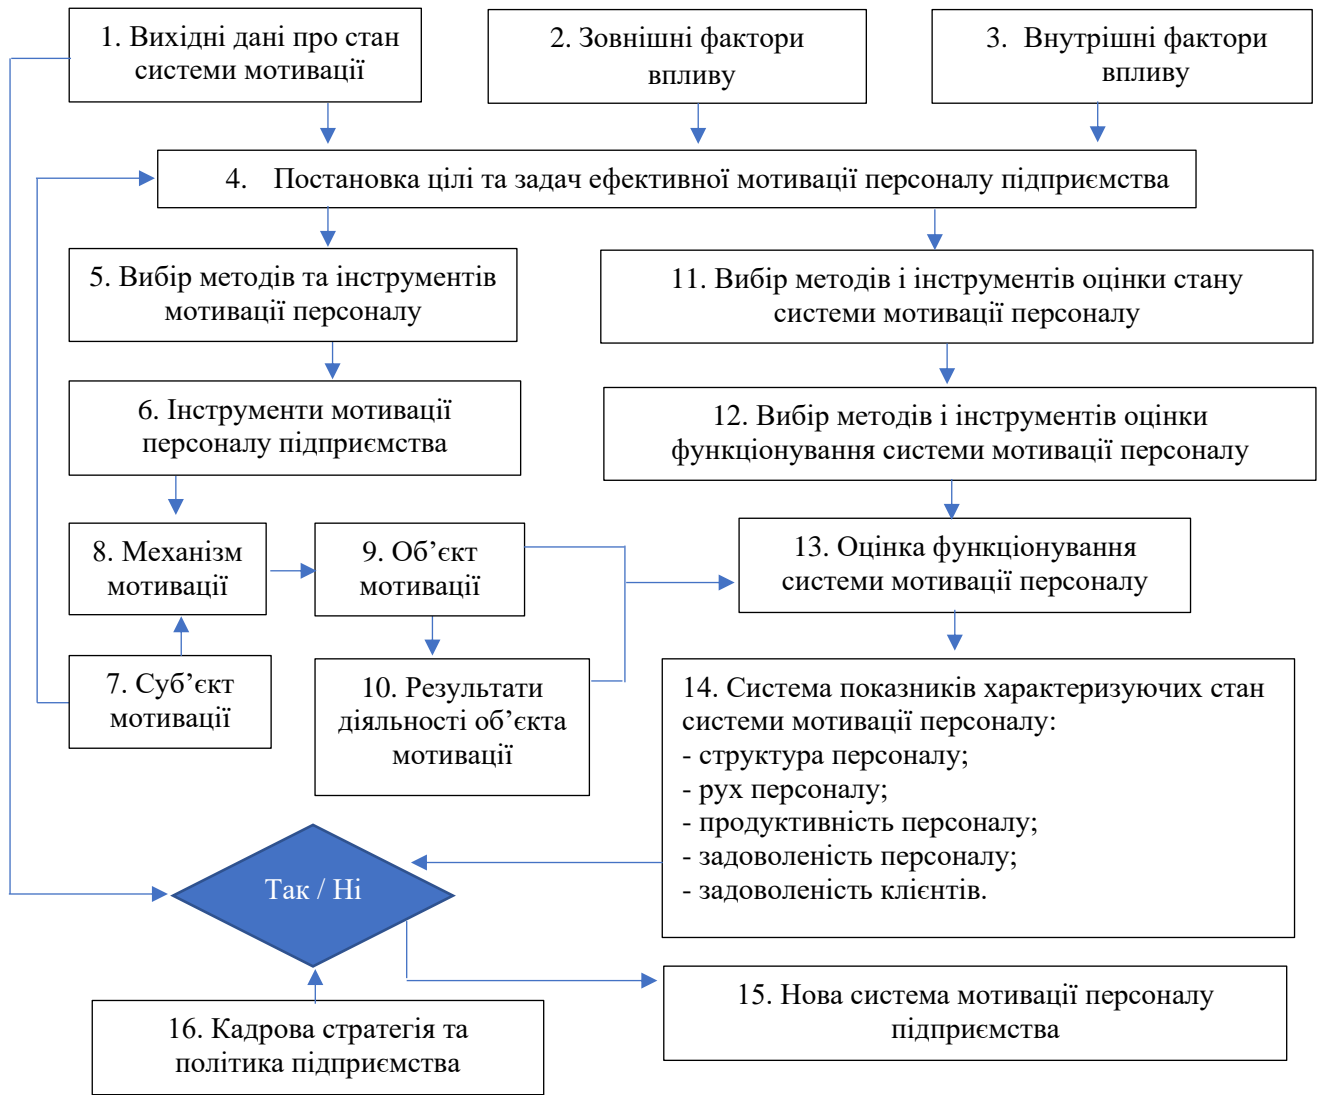 1. Вихідні дані про стан
системи мотивації
2. Зовнішні фактори
впливу
3. Внутрішні фактори
впливу
4. Постановка цілі та задач ефективної мотивації персоналу підприємства
5. Вибір методів та інструментів
мотивації персоналу
11. Вибір методів і інструментів оцінки стану
системи мотивації персоналу
6. Інструменти мотивації
персоналу підприємства
12. Вибір методів і інструментів оцінки
функціонування системи мотивації персоналу
8. Механізм
мотивації
9. Об’єкт
мотивації
13. Оцінка функціонування
системи мотивації персоналу
7. Суб’єкт
мотивації
10. Результати
діяльності об’єкта
мотивації
14. Система показників характеризуючих стан
системи мотивації персоналу:
- структура персоналу;
- рух персоналу;
- продуктивність персоналу;
- задоволеність персоналу;
- задоволеність клієнтів.
Так / Ні
15. Нова система мотивації персоналу
підприємства
16. Кадрова стратегія та
політика підприємства